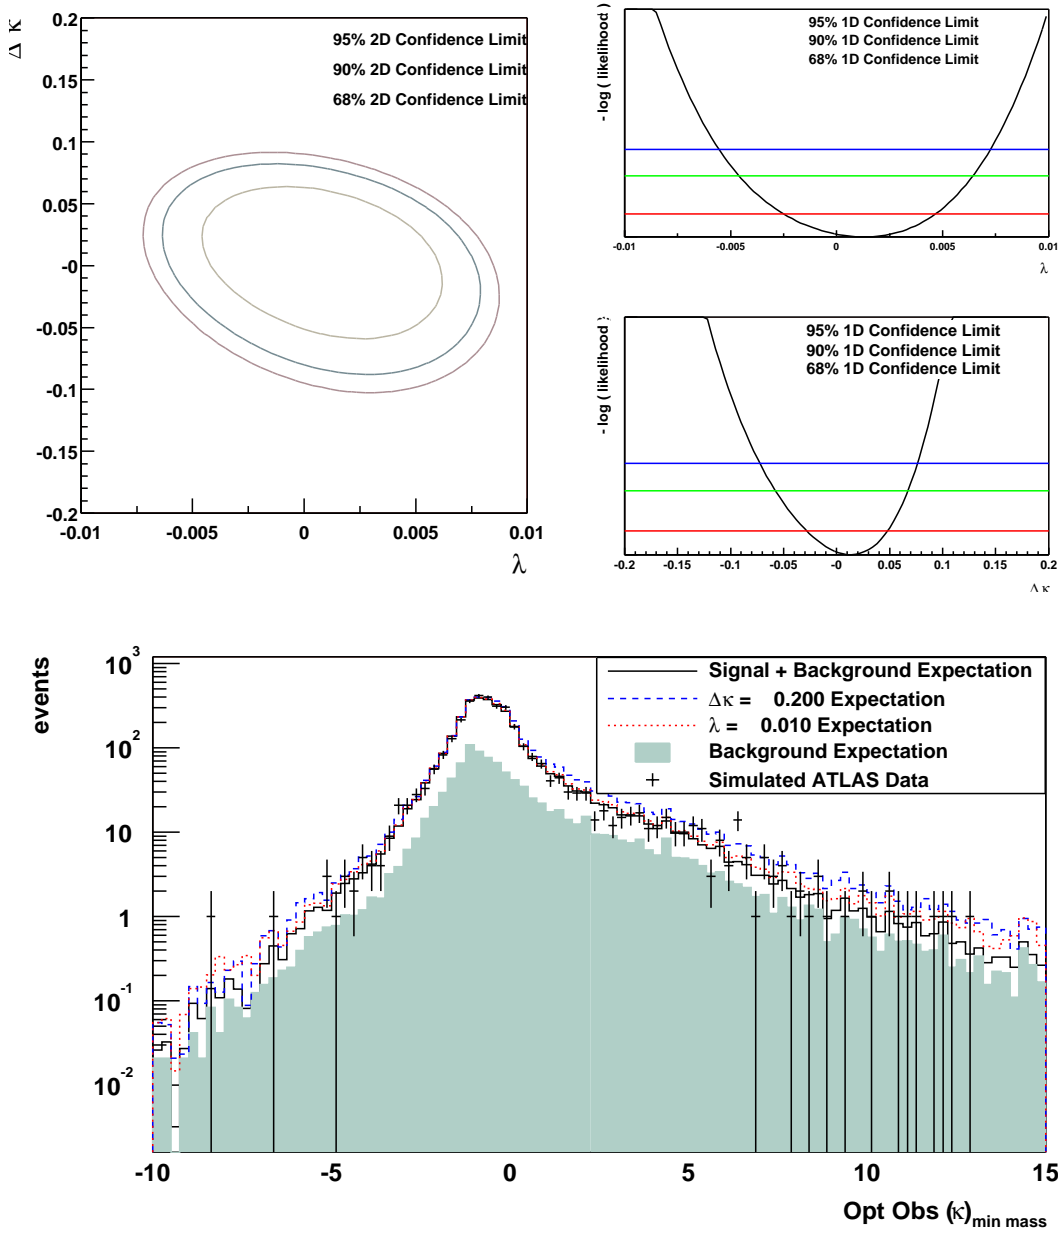 Δ κ
0.2
0.15
0.1
0.05
-0
-0.05
-0.1
-0.15
-0.2
95% 2D Confidence Limit
90% 2D Confidence Limit
68% 2D Confidence Limit
-0.01 -0.005 0 0.005 0.01
λ
- log ( likelihood )
95% 1D Confidence Limit
90% 1D Confidence Limit
68% 1D Confidence Limit
-0.01 -0.005 0 0.005 0.01
λ
- log ( likelihood )
95% 1D Confidence Limit
90% 1D Confidence Limit
68% 1D Confidence Limit
-0.2 -0.15 -0.1 -0.05 -0 0.05 0.1 0.15 0.2
Δ κ
events
10^3
10^2
10
1
10^-1
10^-2
Signal + Background Expectation
Δκ = 0.200 Expectation
λ = 0.010 Expectation
Background Expectation
Simulated ATLAS Data
-10 -5 0 5 10 15
Opt Obs (κ)min mass